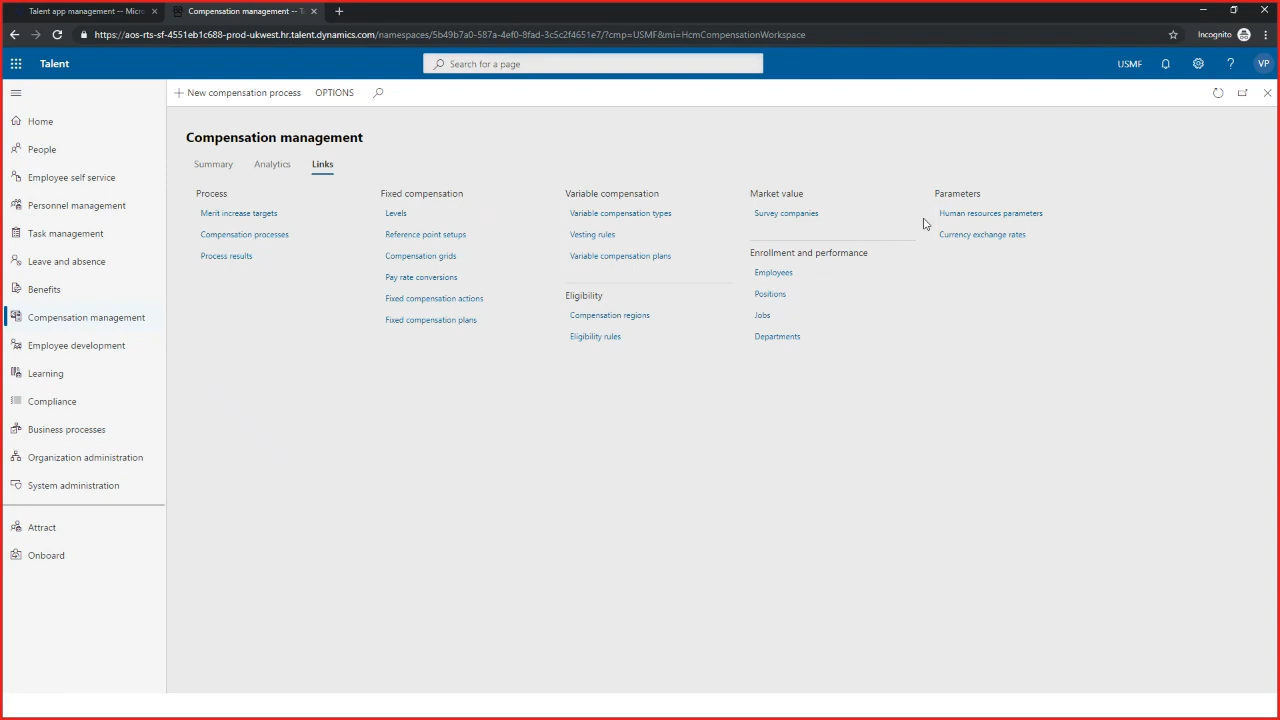 Talent app management -- Micro
Compensation management -- T
https://aos-rts-sf-4551eb1c688-prod-ukwest.hr.talent.dynamics.com/namespaces/5b49b7a0-587a-4ef0-8fad-3c5c2f4651e7/?cmp=USMF&mi=HcmCompensationWorkspace
Incognito
Talent
Search for a page
USMF
VP
New compensation process
OPTIONS
Home
People
Employee self service
Personnel management
Task management
Leave and absence
Benefits
Compensation management
Employee development
Learning
Compliance
Business processes
Organization administration
System administration
Attract
Onboard
Compensation management
Summary
Analytics
Links
Process
Merit increase targets
Compensation processes
Process results
Fixed compensation
Levels
Reference point setups
Compensation grids
Pay rate conversions
Fixed compensation actions
Fixed compensation plans
Variable compensation
Variable compensation types
Vesting rules
Variable compensation plans
Eligibility
Compensation regions
Eligibility rules
Market value
Survey companies
Enrollment and performance
Employees
Positions
Jobs
Departments
Parameters
Human resources parameters
Currency exchange rates